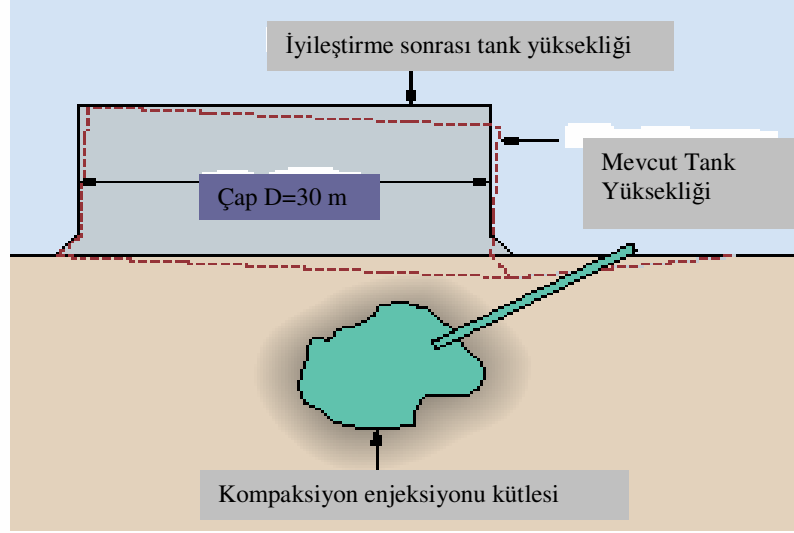 İyileştirme sonrası tank yüksekliği
Mevcut Tank
Yüksekliği
Çap D=30 m
Kompaksiyon enjeksiyonu kütlesi